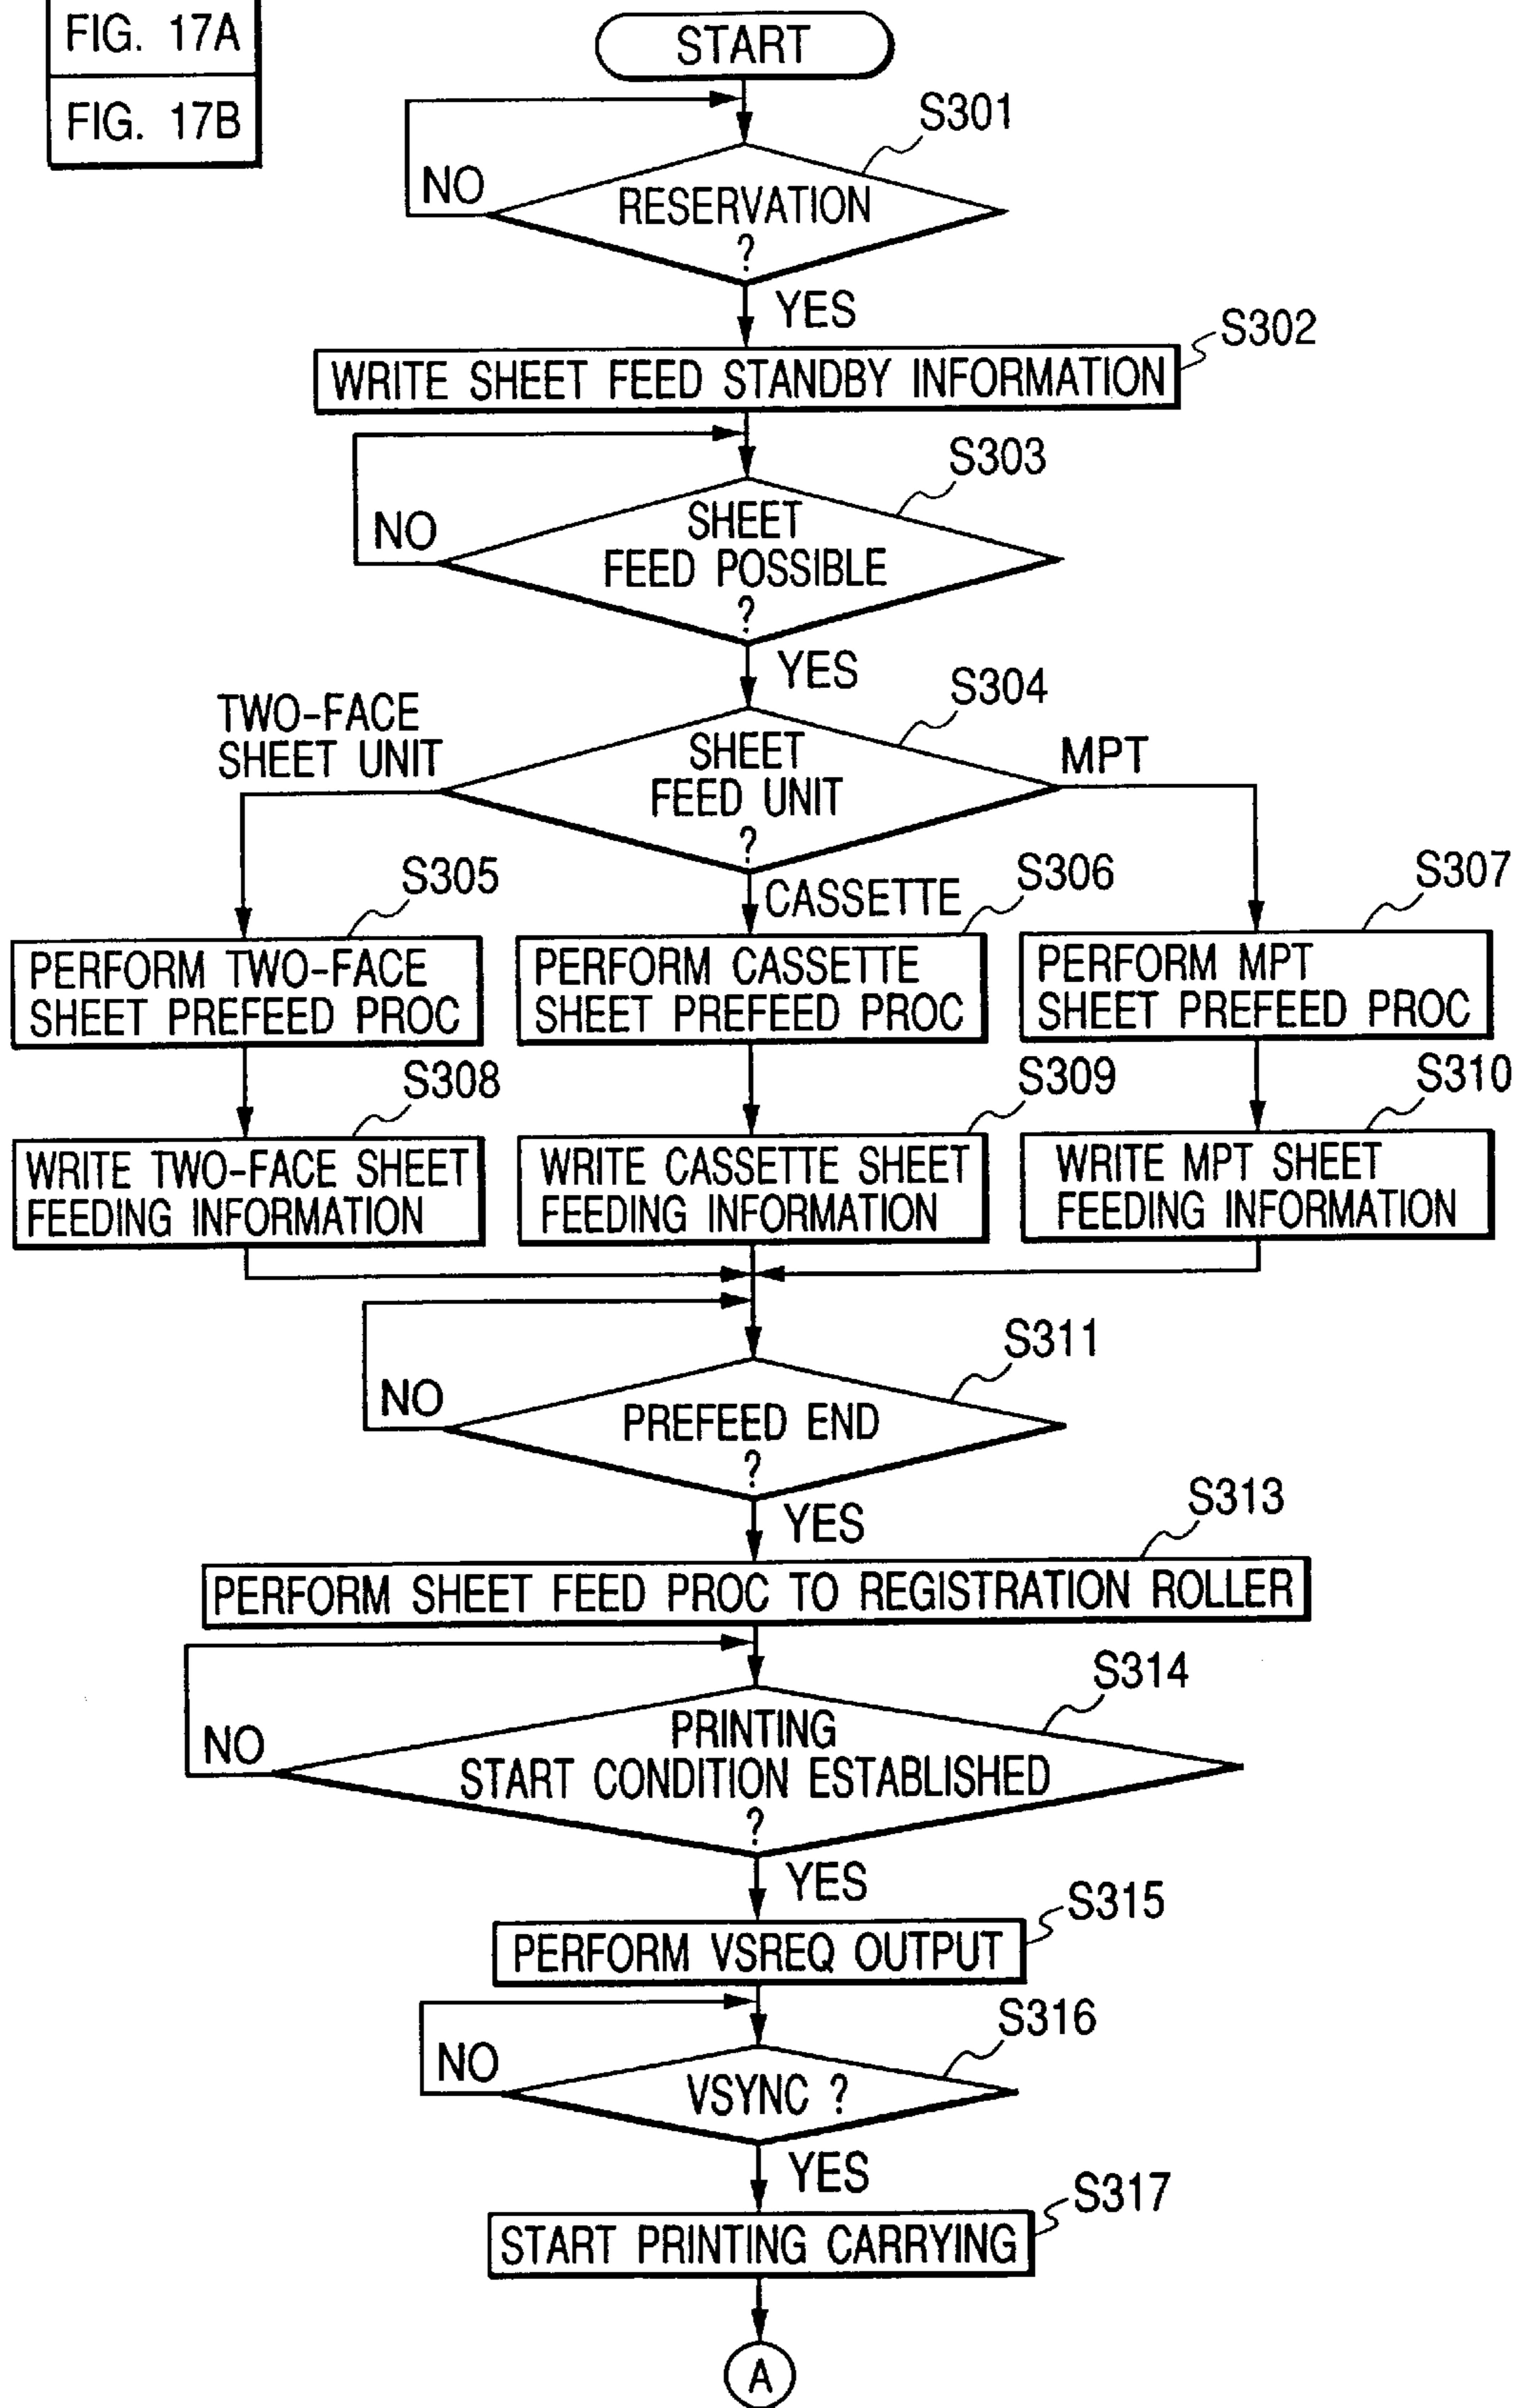 FIG. 17A
FIG. 17B
START
S301
NO
RESERVATION
?
YES
S302
WRITE SHEET FEED STANDBY INFORMATION
S303
NO
SHEET
FEED POSSIBLE
?
YES
S304
TWO-FACE
SHEET UNIT
SHEET
FEED UNIT
?
MPT
CASSETTE
S305
S306
S307
PERFORM TWO-FACE
SHEET PREFEED PROC
PERFORM CASSETTE
SHEET PREFEED PROC
PERFORM MPT
SHEET PREFEED PROC
S308
S309
S310
WRITE TWO-FACE SHEET
FEEDING INFORMATION
WRITE CASSETTE SHEET
FEEDING INFORMATION
WRITE MPT SHEET
FEEDING INFORMATION
S311
NO
PREFEED END
?
YES
S313
PERFORM SHEET FEED PROC TO REGISTRATION ROLLER
S314
NO
PRINTING
START CONDITION ESTABLISHED
?
YES
S315
PERFORM VSREQ OUTPUT
S316
NO
VSYNC ?
YES
S317
START PRINTING CARRYING
A